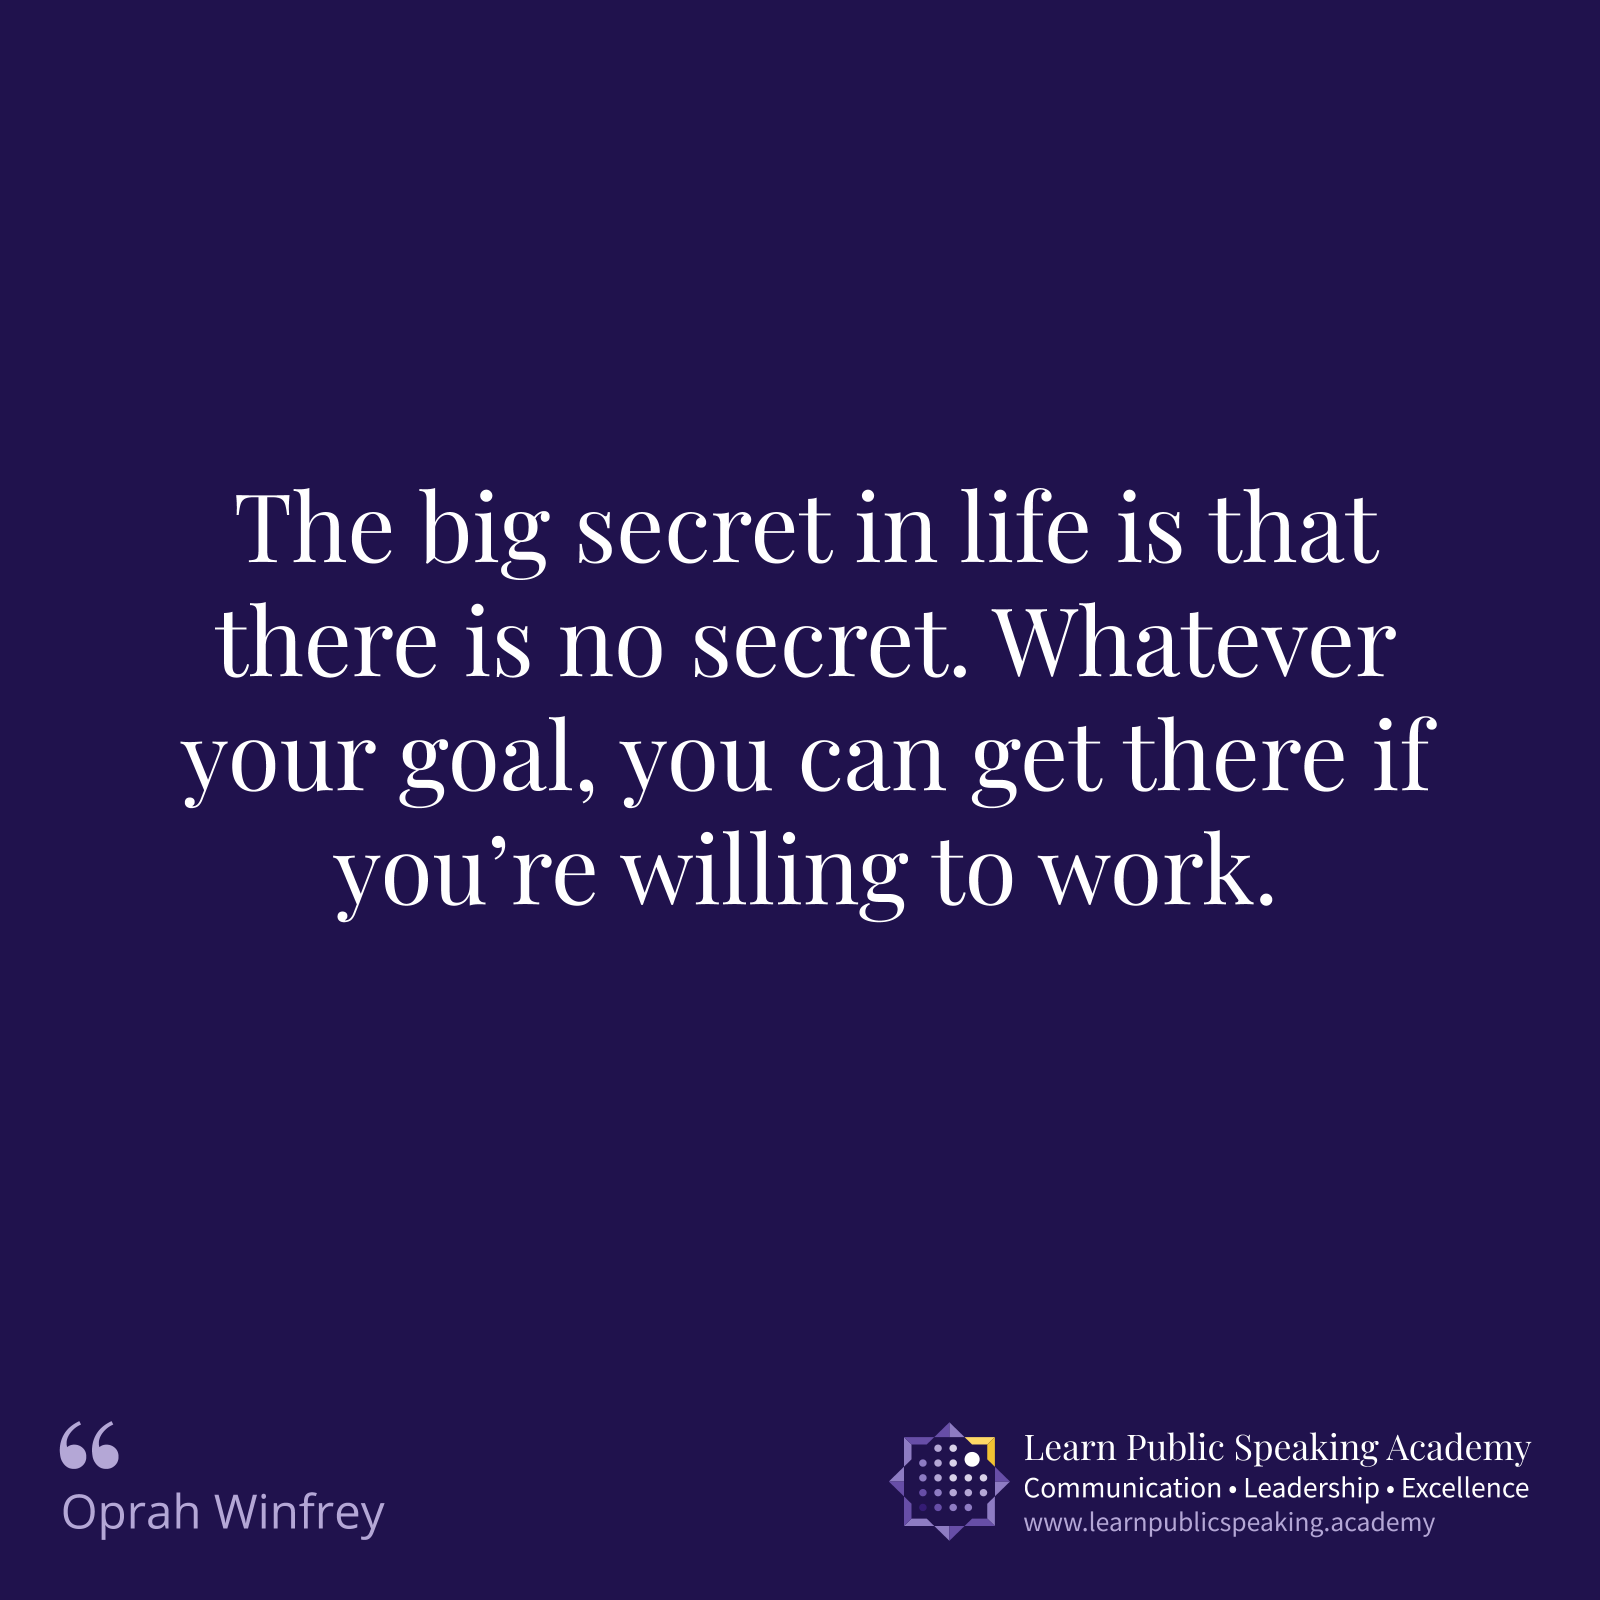 The big secret in life is that
there is no secret. Whatever
your goal, you can get there if
you’re willing to work.
“
Oprah Winfrey
Learn Public Speaking Academy
Communication • Leadership • Excellence
www.learnpublicspeaking.academy